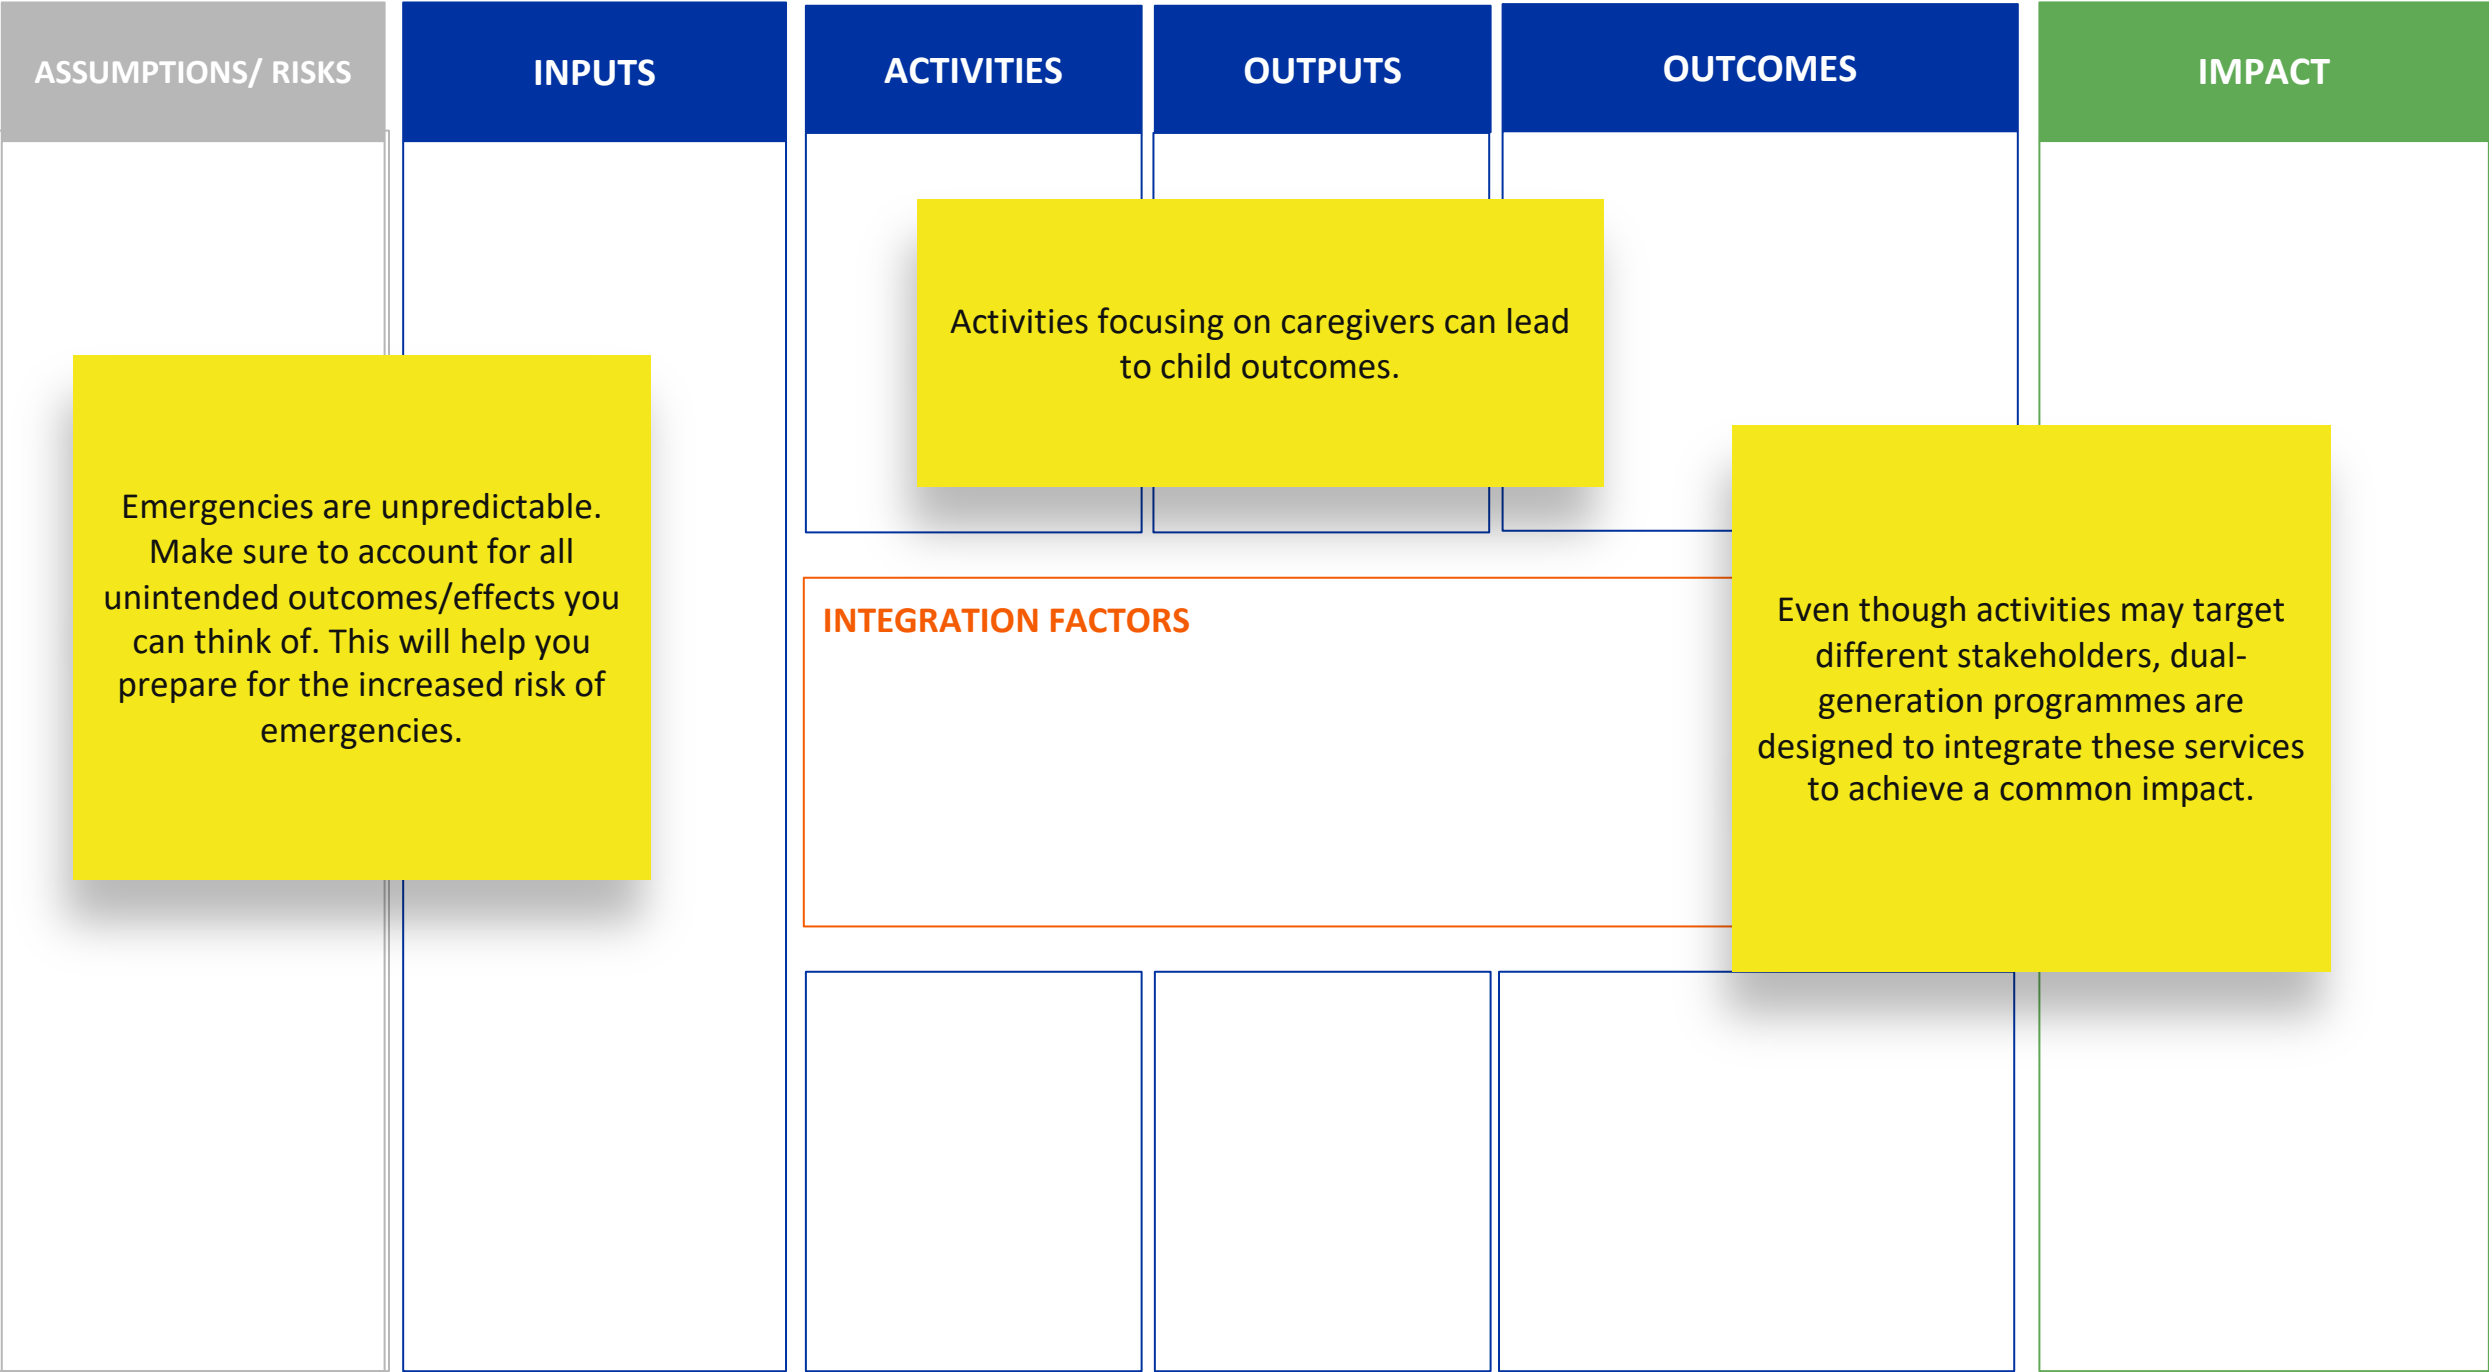 ASSUMPTIONS/ RISKS
INPUTS
ACTIVITIES
OUTPUTS
OUTCOMES
IMPACT
Activities focusing on caregivers can lead
to child outcomes.
Emergencies are unpredictable.
Make sure to account for all
unintended outcomes/effects you
can think of. This will help you
prepare for the increased risk of
emergencies.
INTEGRATION FACTORS
Even though activities may target
different stakeholders, dual-
generation programmes are
designed to integrate these services
to achieve a common impact.